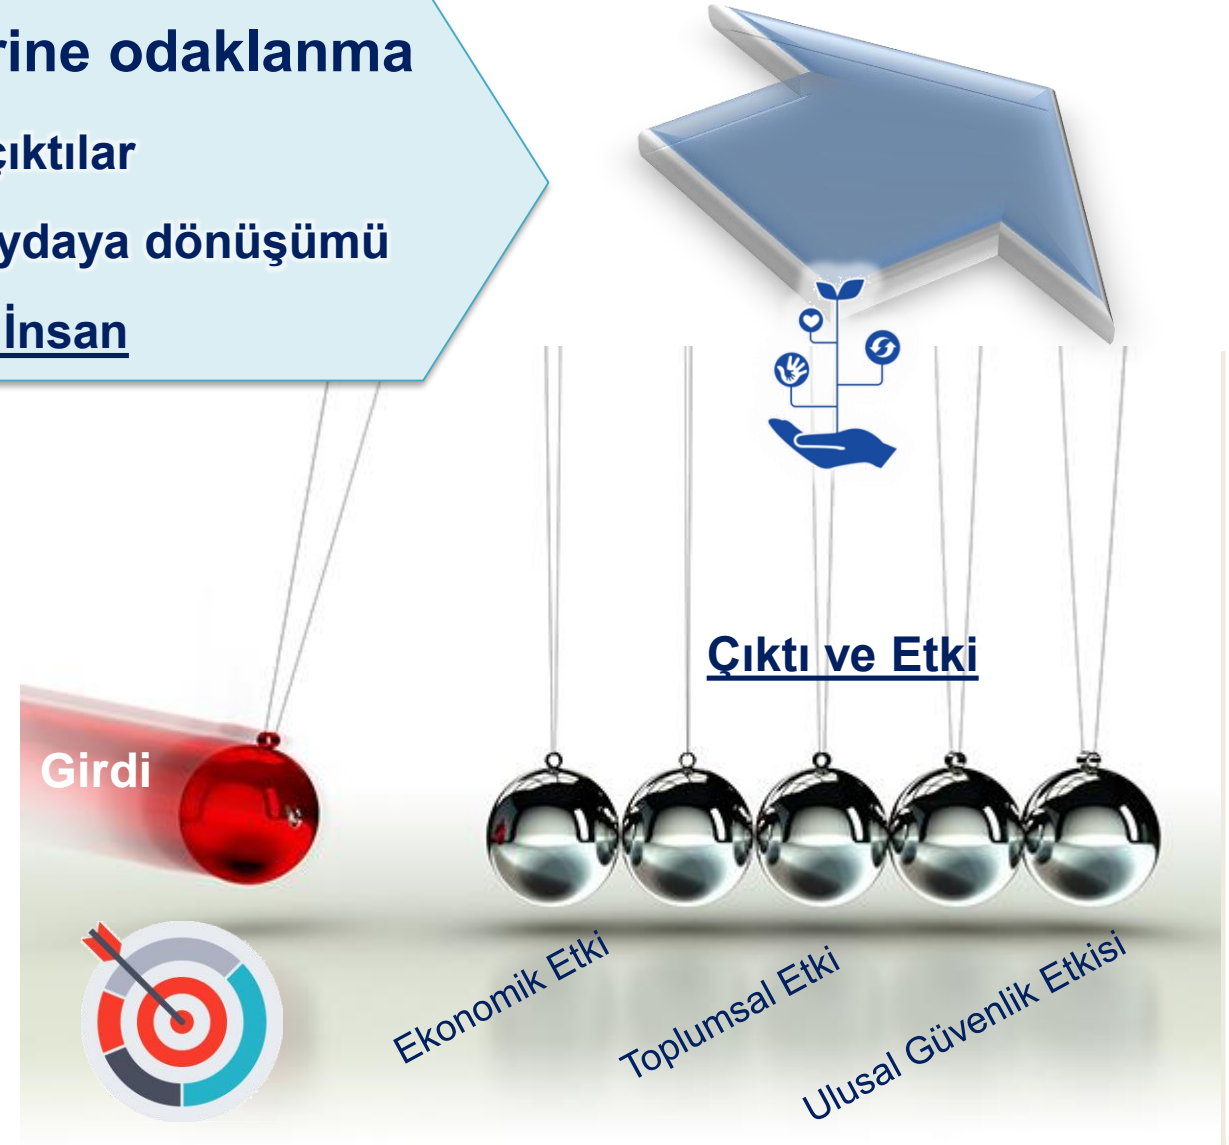 rine odaklanma
çıktılar
ydaya dönüşümü
İnsan
Çıktı ve Etki
Girdi
Ekonomik Etki
Toplumsal Etki
Ulusal Güvenlik Etkisi